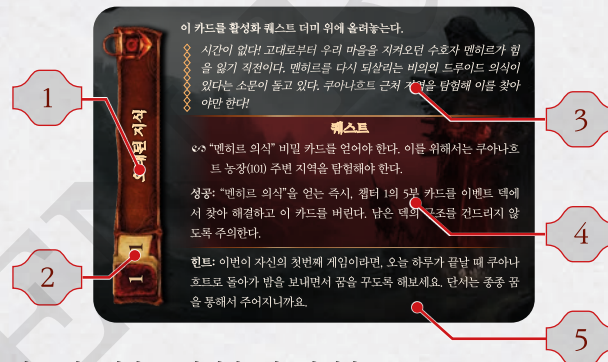 이 카드를 활성화 퀘스트 더미 위에 올려놓는다.
시간이 없다! 고대로부터 우리 마을을 지켜오던 수호자 멘히르가 힘
을 잃기 직전이다. 멘히르를 다시 되살리는 비의의 드루이드 의식이
있다는 소문이 돌고 있다. 쿠아나흐트 근처 을 탐험해 이를 찾아
야만 한다!
퀘스트
"멘히르 의식" 비밀 카드를 얻어야 한다. 이를 위해서는 쿠아나흐
트 농장(101) 주변 지역을 탐험해야 한다.
성공: "멘히르 의식"을 얻는 즉시, 챕터 1의 5부 카드를 이벤트 덱에
서 찾아 해결하고 이 카드를 버린다. 남은 덱의 구조를 건드리지 않
도록 주의한다.
힌트: 이번이 자신의 첫번째 게임이라면, 오늘 하루가 끝날 때 쿠아나
흐트로 돌아가 밤을 보내면서 꿈을 꾸도록 해보세요. 단서는 종종 꿈
을 통해서 주어지니까요.
지식
1
1
1
2
3
4
5